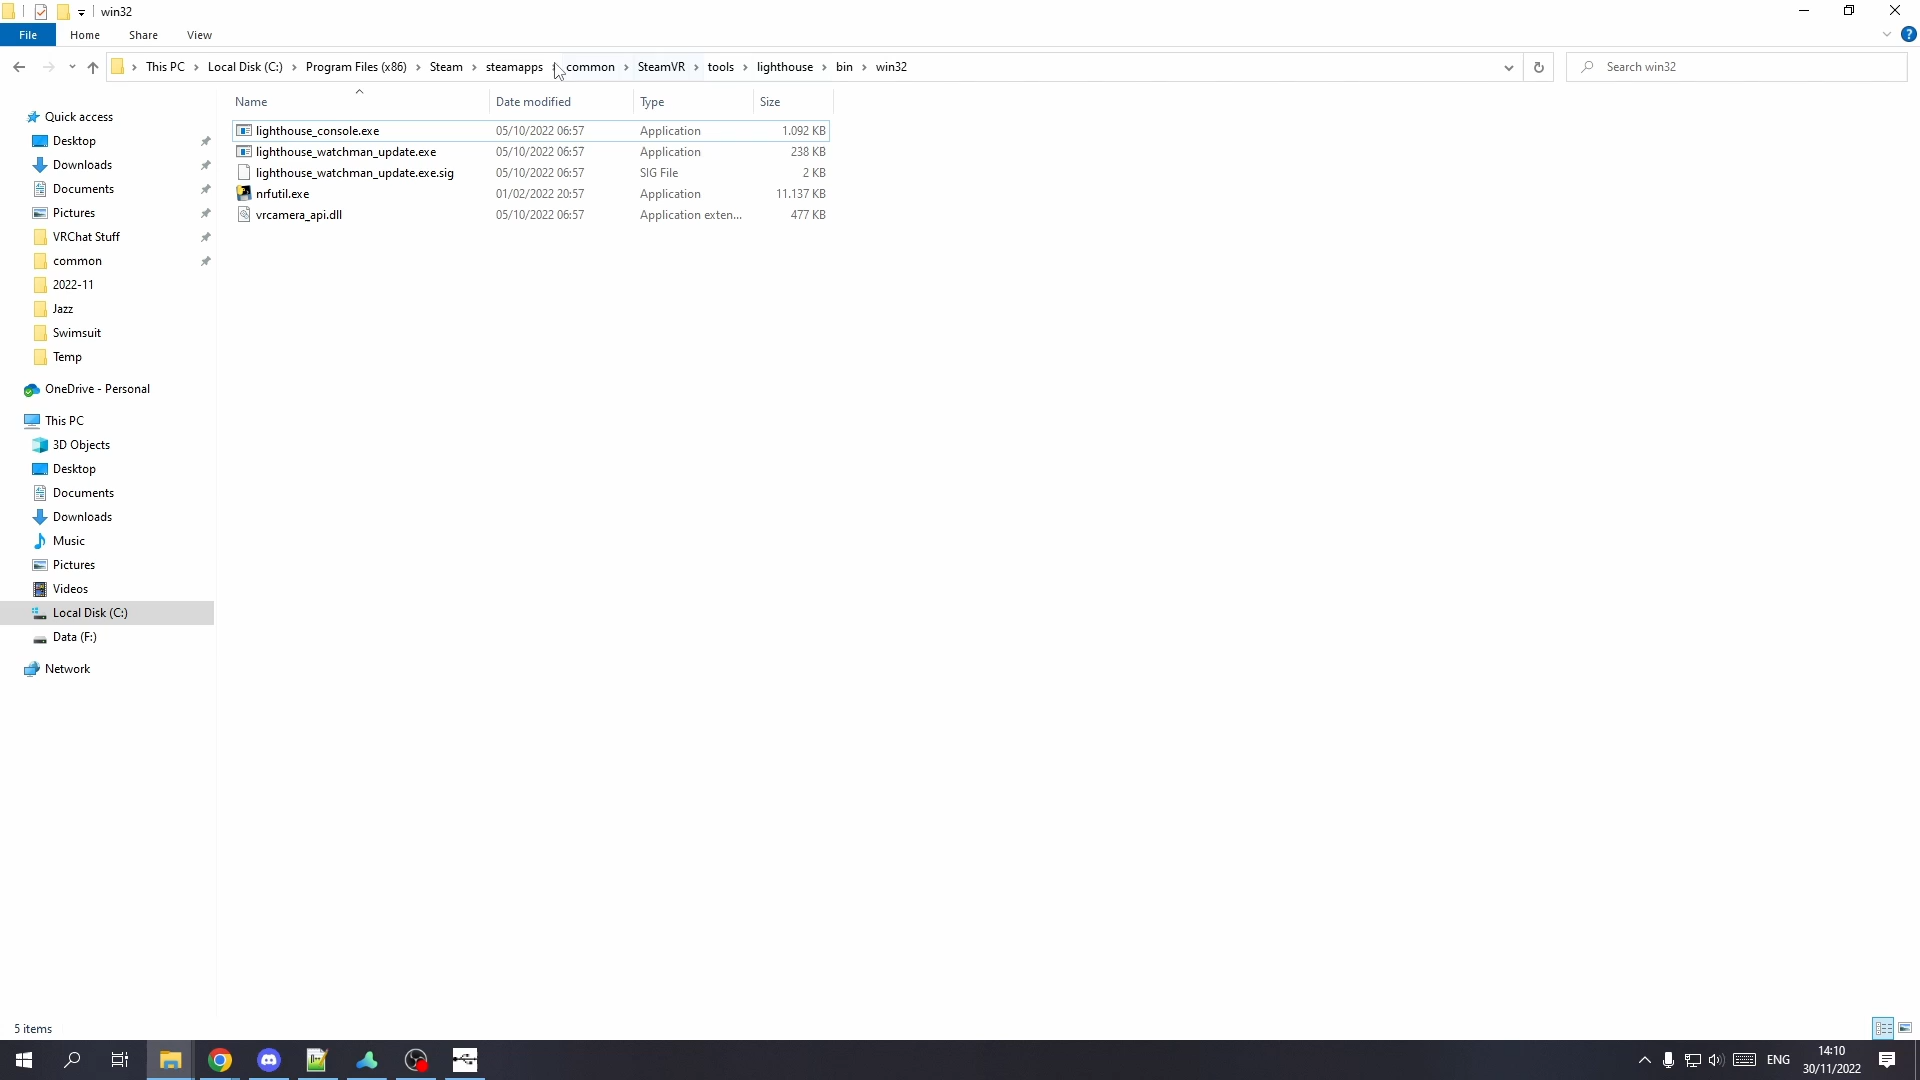 win32
File Home Share View
This PC Local Disk (C:) Program Files (x86) Steam steamapps common SteamVR tools lighthouse bin win32 Search win32
Name Date modified Type Size
Quick access
lighthouse_console.exe 05/10/2022 06:57 Application 1.092 KB
Desktop
lighthouse_watchman_update.exe 05/10/2022 06:57 Application 238 KB
Downloads
lighthouse_watchman_update.exe.sig 05/10/2022 06:57 SIG File 2 KB
Documents
nrfutil.exe 01/02/2022 20:57 Application 11.137 KB
Pictures
vrcamera_api.dll 05/10/2022 06:57 Application exten... 477 KB
VRChat Stuff
common
2022-11
Jazz
Swimsuit
Temp
OneDrive - Personal
This PC
3D Objects
Desktop
Documents
Downloads
Music
Pictures
Videos
Local Disk (C:)
Data (F:)
Network
5 items
ENG 14:10
30/11/2022